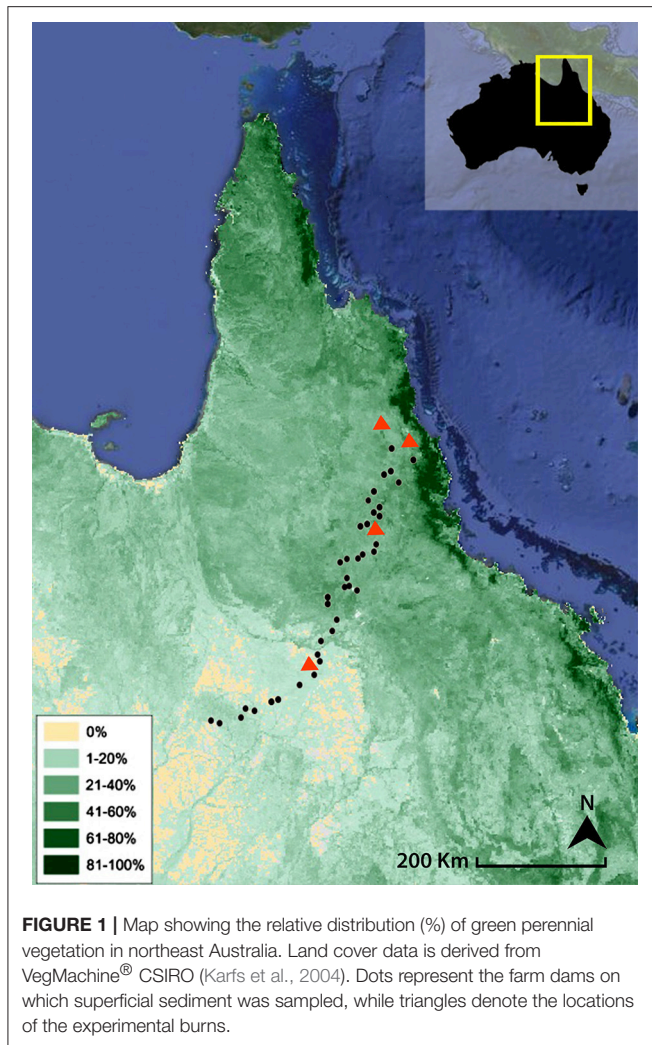 0%
1-20%
21-40%
41-60%
61-80%
81-100%
N
200 Km
FIGURE 1 | Map showing the relative distribution (%) of green perennial
vegetation in northeast Australia. Land cover data is derived from
VegMachine® CSIRO (Karfs et al., 2004). Dots represent the farm dams on
which superficial sediment was sampled, while triangles denote the locations
of the experimental burns.